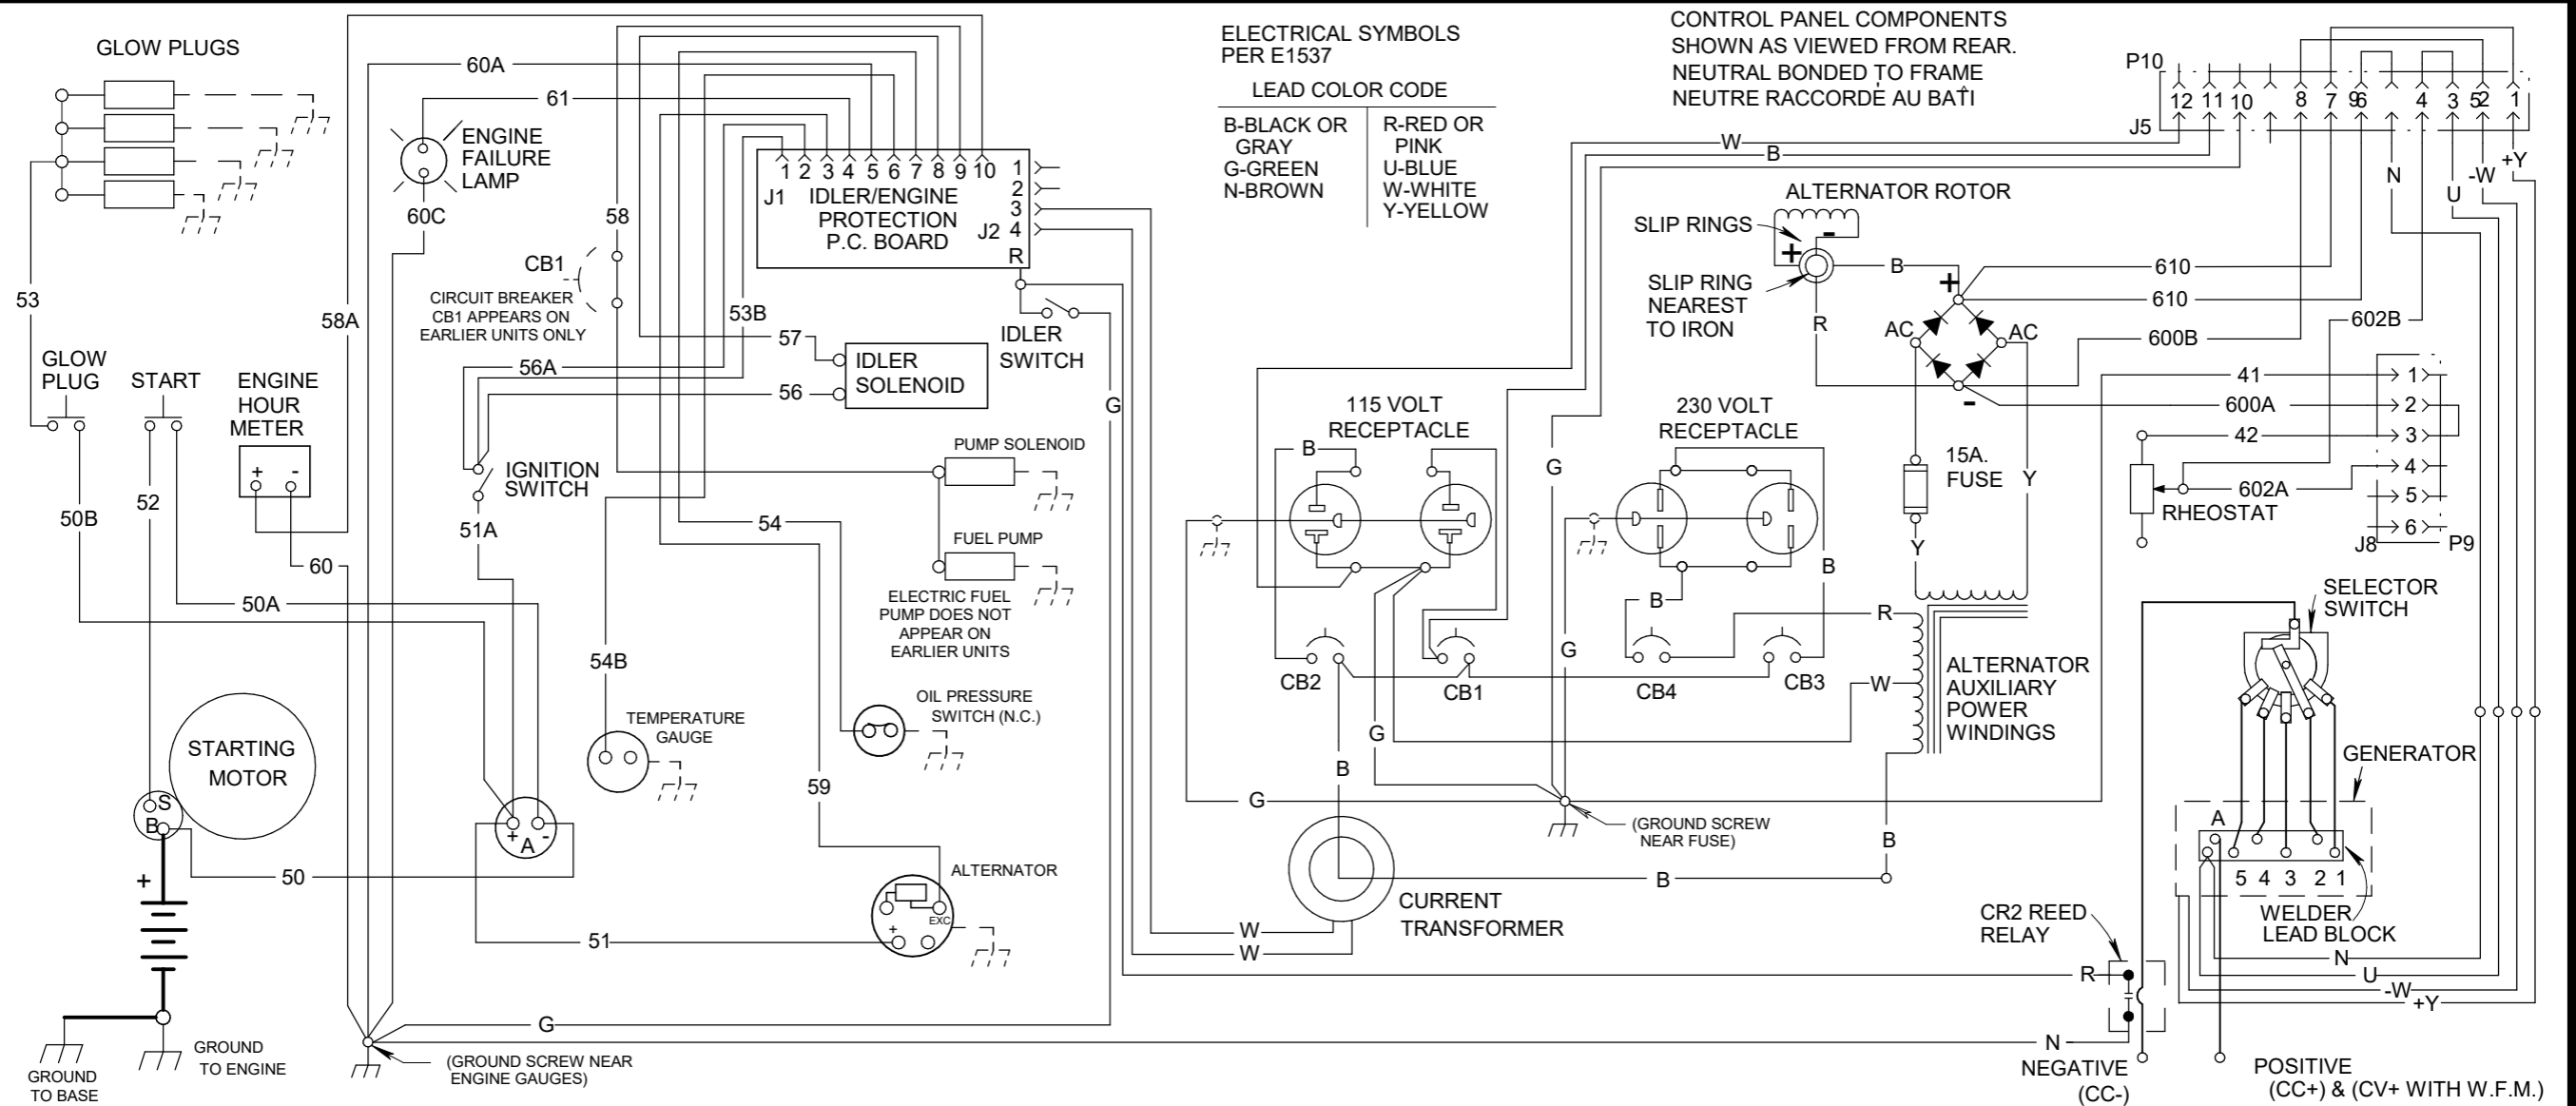 GLOW PLUGS
60A
61
ENGINE
FAILURE
LAMP
60C
53
58A
58
CB1
CIRCUIT BREAKER
CB1 APPEARS ON
EARLIER UNITS ONLY
53B
57
56A
56
IDLER
SOLENOID
1 2 3 4 5 6 7 8 9 10
J1
IDLER/ENGINE
PROTECTION
P.C. BOARD
1
2
3
J2 4
R
IDLER
SWITCH
G
GLOW
PLUG
START
ENGINE
HOUR
METER
+ -
52
50B
60
50A
IGNITION
SWITCH
51A
54
PUMP SOLENOID
FUEL PUMP
ELECTRIC FUEL
PUMP DOES NOT
APPEAR ON
EARLIER UNITS
54B
TEMPERATURE
GAUGE
OIL PRESSURE
SWITCH (N.C.)
59
STARTING
MOTOR
S
B
+
50
+ -
A
51
ALTERNATOR
EXC
+
GROUND
TO BASE
GROUND
TO ENGINE
G
(GROUND SCREW NEAR
ENGINE GAUGES)
ELECTRICAL SYMBOLS
PER E1537
LEAD COLOR CODE
B-BLACK OR
GRAY
G-GREEN
N-BROWN
R-RED OR
PINK
U-BLUE
W-WHITE
Y-YELLOW
CONTROL PANEL COMPONENTS
SHOWN AS VIEWED FROM REAR.
NEUTRAL BONDED TO FRAME
NEUTRE RACCORDÉ AU BATÎ
P10
12 11 10 8 7 9 6 4 3 5 2 1
J5
W
B
N
U
-W
+Y
ALTERNATOR ROTOR
SLIP RINGS
+ -
SLIP RING
NEAREST
TO IRON
B
R
+
AC
AC
-
610
610
602B
600B
41
600A
42
602A
1
2
3
4
5
6
J8
P9
RHEOSTAT
15A.
FUSE
Y
Y
115 VOLT
RECEPTACLE
B
G
230 VOLT
RECEPTACLE
B
B
G
R
W
CB2
CB1
CB4
CB3
ALTERNATOR
AUXILIARY
POWER
WINDINGS
G
B
G
B
B
(GROUND SCREW
NEAR FUSE)
CURRENT
TRANSFORMER
W
W
SELECTOR
SWITCH
GENERATOR
A
5 4 3 2 1
WELDER
LEAD BLOCK
CR2 REED
RELAY
R
N
N
U
-W
+Y
NEGATIVE
(CC-)
POSITIVE
(CC+) & (CV+ WITH W.F.M.)